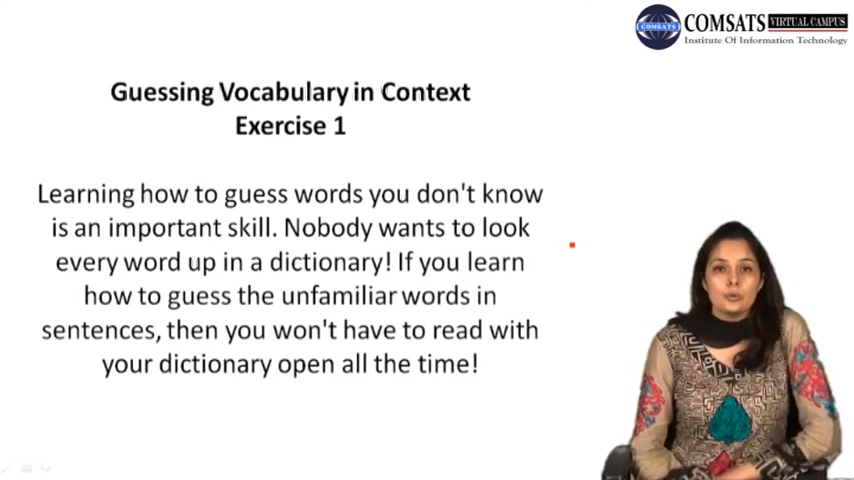 COMSATS VIRTUAL CAMPUS
COMSATS
Institute Of Information Technology
Guessing Vocabulary in Context
Exercise 1
Learning how to guess words you don't know
is an important skill. Nobody wants to look
every word up in a dictionary! If you learn
how to guess the unfamiliar words in
sentences, then you won't have to read with
your dictionary open all the time!